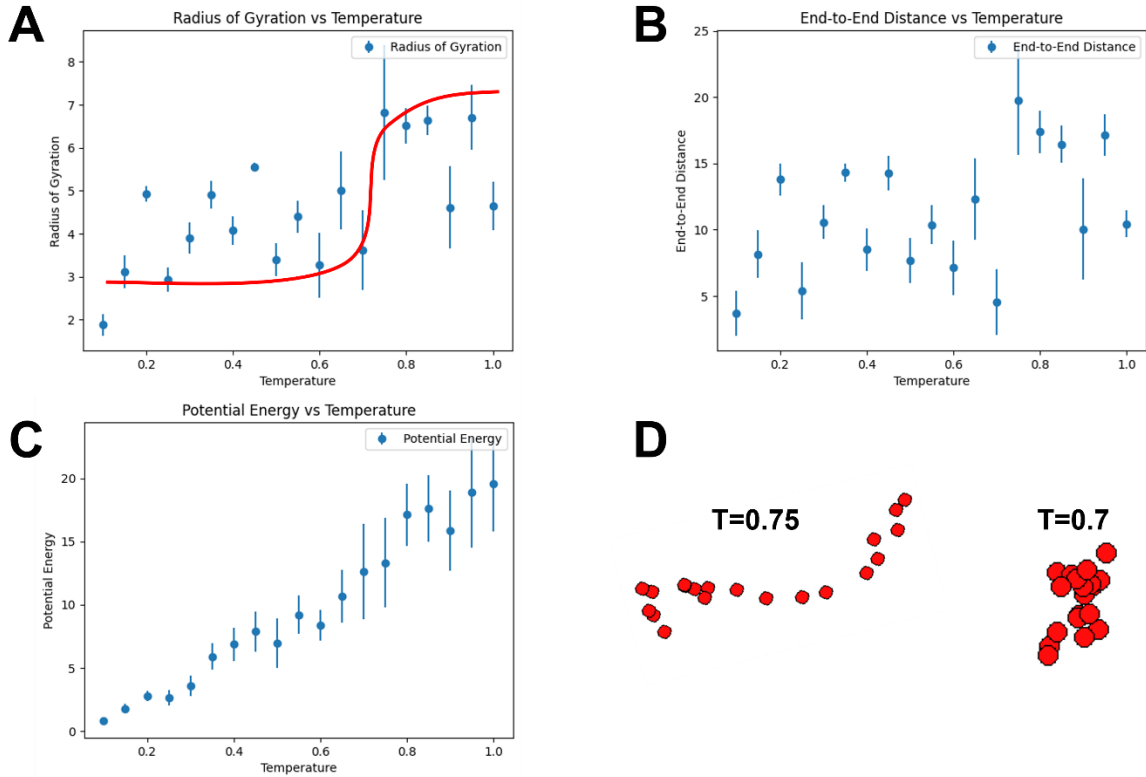 A
Radius of Gyration vs Temperature
Radius of Gyration
Radius of Gyration
8
7
6
5
4
3
2
0.2 0.4 0.6 0.8 1.0
Temperature
B
End-to-End Distance vs Temperature
End-to-End Distance
End-to-End Distance
25
20
15
10
5
0.2 0.4 0.6 0.8 1.0
Temperature
C
Potential Energy vs Temperature
Potential Energy
Potential Energy
20
15
10
5
0
0.2 0.4 0.6 0.8 1.0
Temperature
D
T=0.75
T=0.7